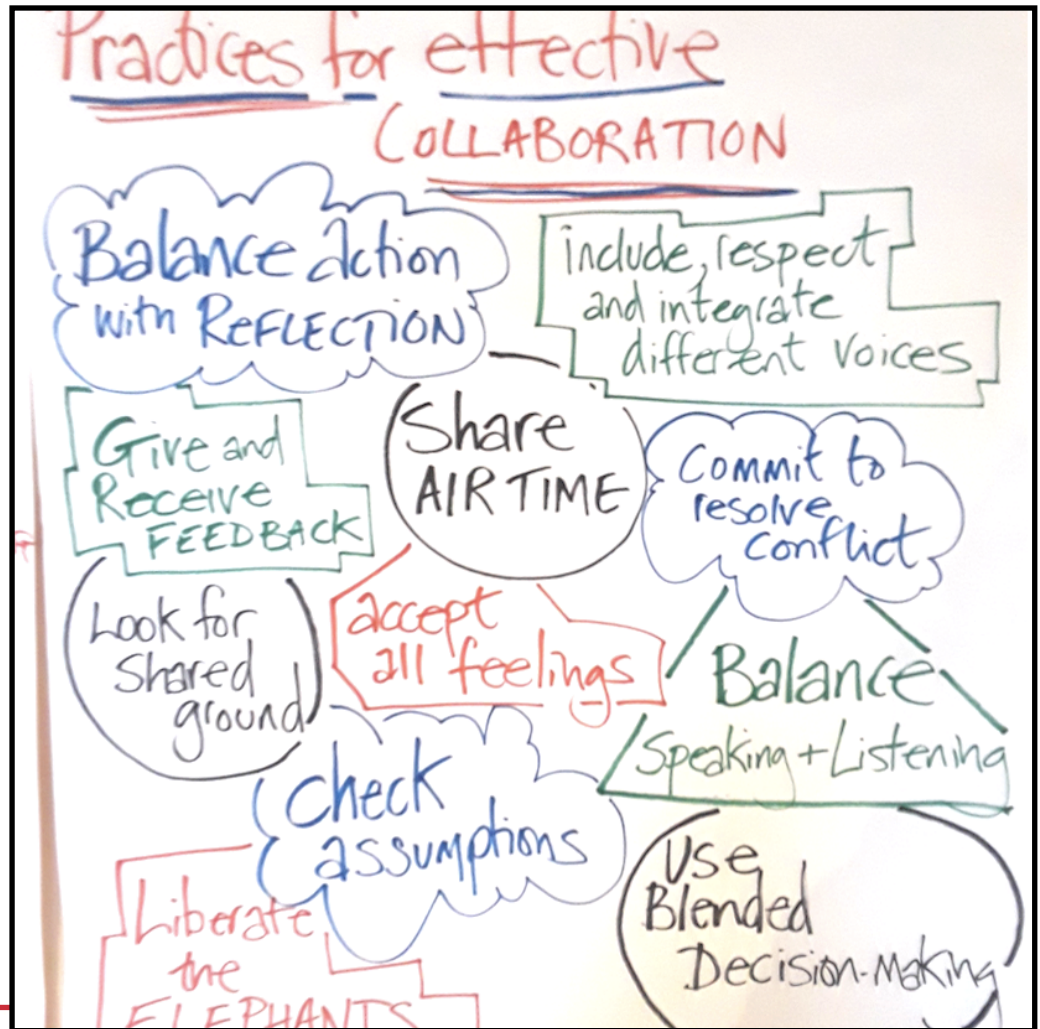 Practices for effective
COLLABORATION
Balance action
with REFLECTION
include, respect
and integrate
different voices
Give and
Receive
FEEDBACK
Share
AIR TIME
Commit to
resolve
conflict
Look for
shared
ground
accept
all feelings
Balance
Speaking + Listening
Check
assumptions
Use
Blended
Decision-Making
Liberate
the
ELEPHANTS